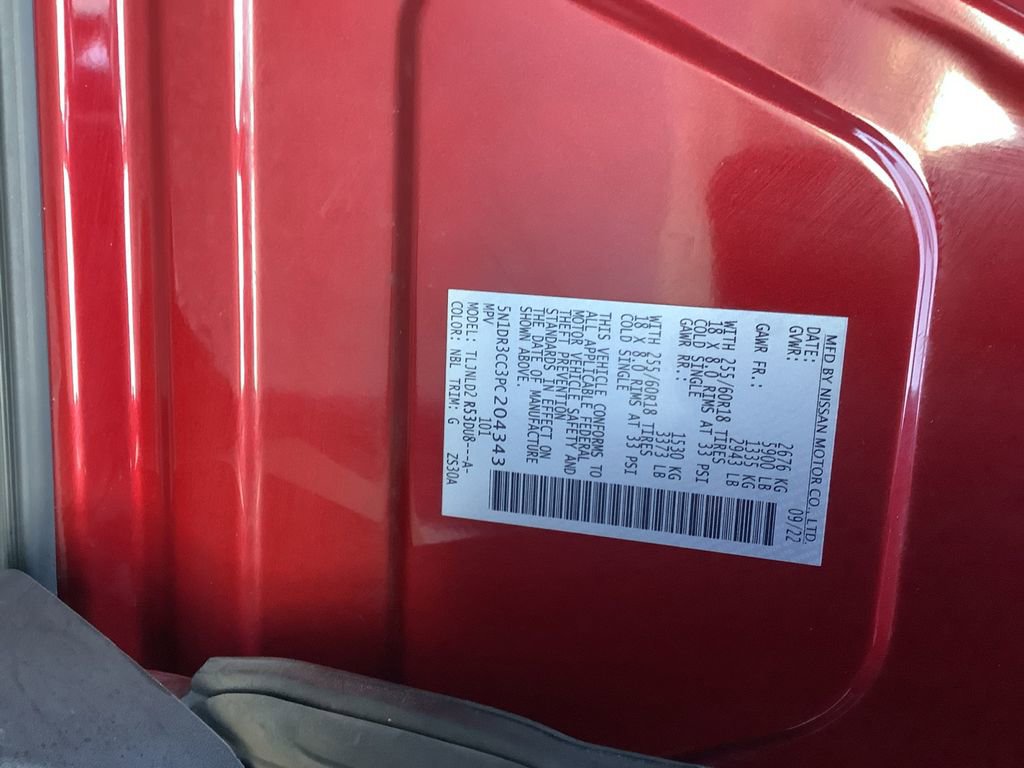 MFD BY NISSAN MOTOR CO., LTD.
DATE: 09/22
GVWR: 2676 KG
5900 LB
GAWR FR.: 1335 KG
2943 LB
WITH 255/60R18 TIRES
18 X 8.0 RIMS AT 33 PSI
COLD SINGLE
GAWR RR.: 1530 KG
3373 LB
WITH 255/60R18 TIRES
18 X 8.0 RIMS AT 33 PSI
COLD SINGLE
THIS VEHICLE CONFORMS TO
ALL APPLICABLE FEDERAL
MOTOR VEHICLE SAFETY AND
THEFT PREVENTION
STANDARDS IN EFFECT ON
THE DATE OF MANUFACTURE
SHOWN ABOVE.
5N1DR3CC3PC204343
MPV 101
MODEL: TLJNLD2 R53DU8---A-
COLOR: NBL TRIM: G ZS30A